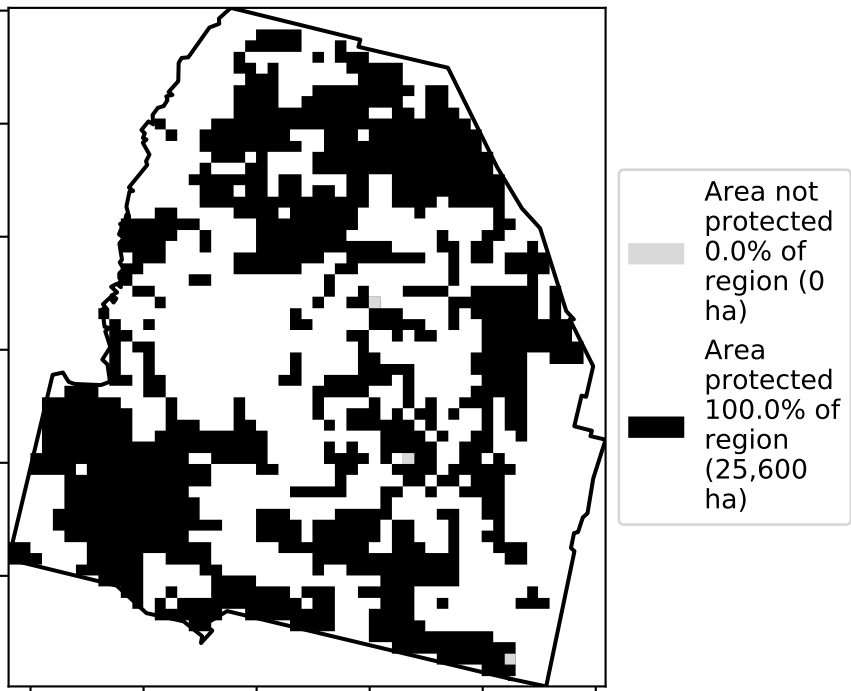 Area not
protected
0.0% of
region (0
ha)
Area
protected
100.0% of
region
(25,600
ha)